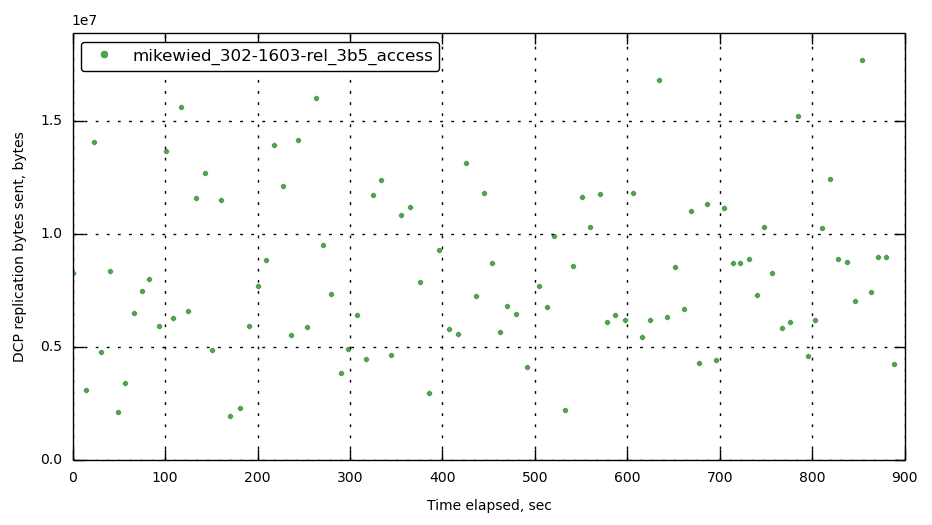 1e7
mikewied_302-1603-rel_3b5_access
1.5
1.0
0.5
0.0
DCP replication bytes sent, bytes
0 100 200 300 400 500 600 700 800 900
Time elapsed, sec